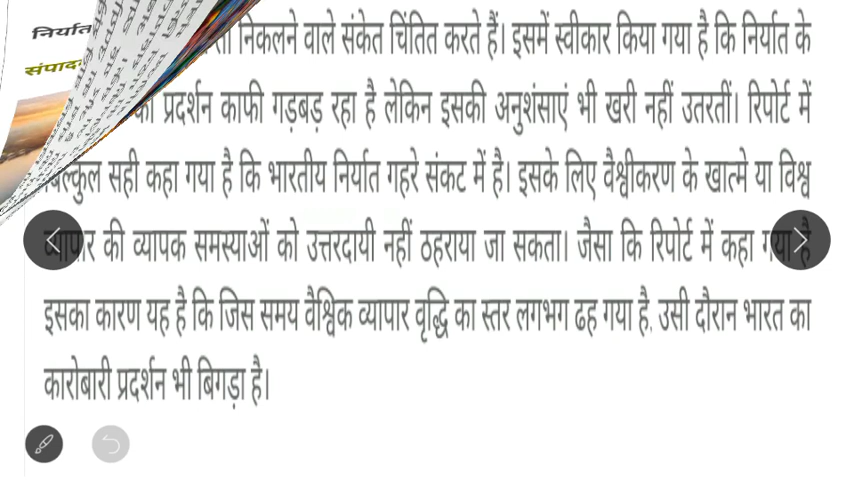 निर्यात
निकलने वाले संकेत चिंतित करते हैं। इसमें स्वीकार किया गया है कि निर्यात के
का प्रदर्शन काफी गड़बड़ रहा है लेकिन इसकी अनुशंसाएं भी खरी नहीं उतरतीं। रिपोर्ट में
बिल्कुल सही कहा गया है कि भारतीय निर्यात गहरे संकट में है। इसके लिए वैश्वीकरण के खात्मे या विश्व
व्यापार की व्यापक समस्याओं को उत्तरदायी नहीं ठहराया जा सकता। जैसा कि रिपोर्ट में कहा गया है
इसका कारण यह है कि जिस समय वैश्विक व्यापार वृद्धि का स्तर लगभग ढह गया है, उसी दौरान भारत का
कारोबारी प्रदर्शन भी बिगड़ा है।